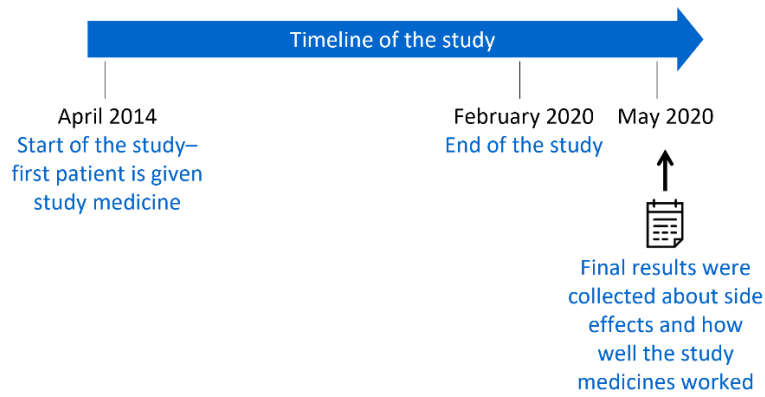 Timeline of the study
April 2014
Start of the study–
first patient is given
study medicine
February 2020
End of the study
May 2020
Final results were
collected about side
effects and how
well the study
medicines worked